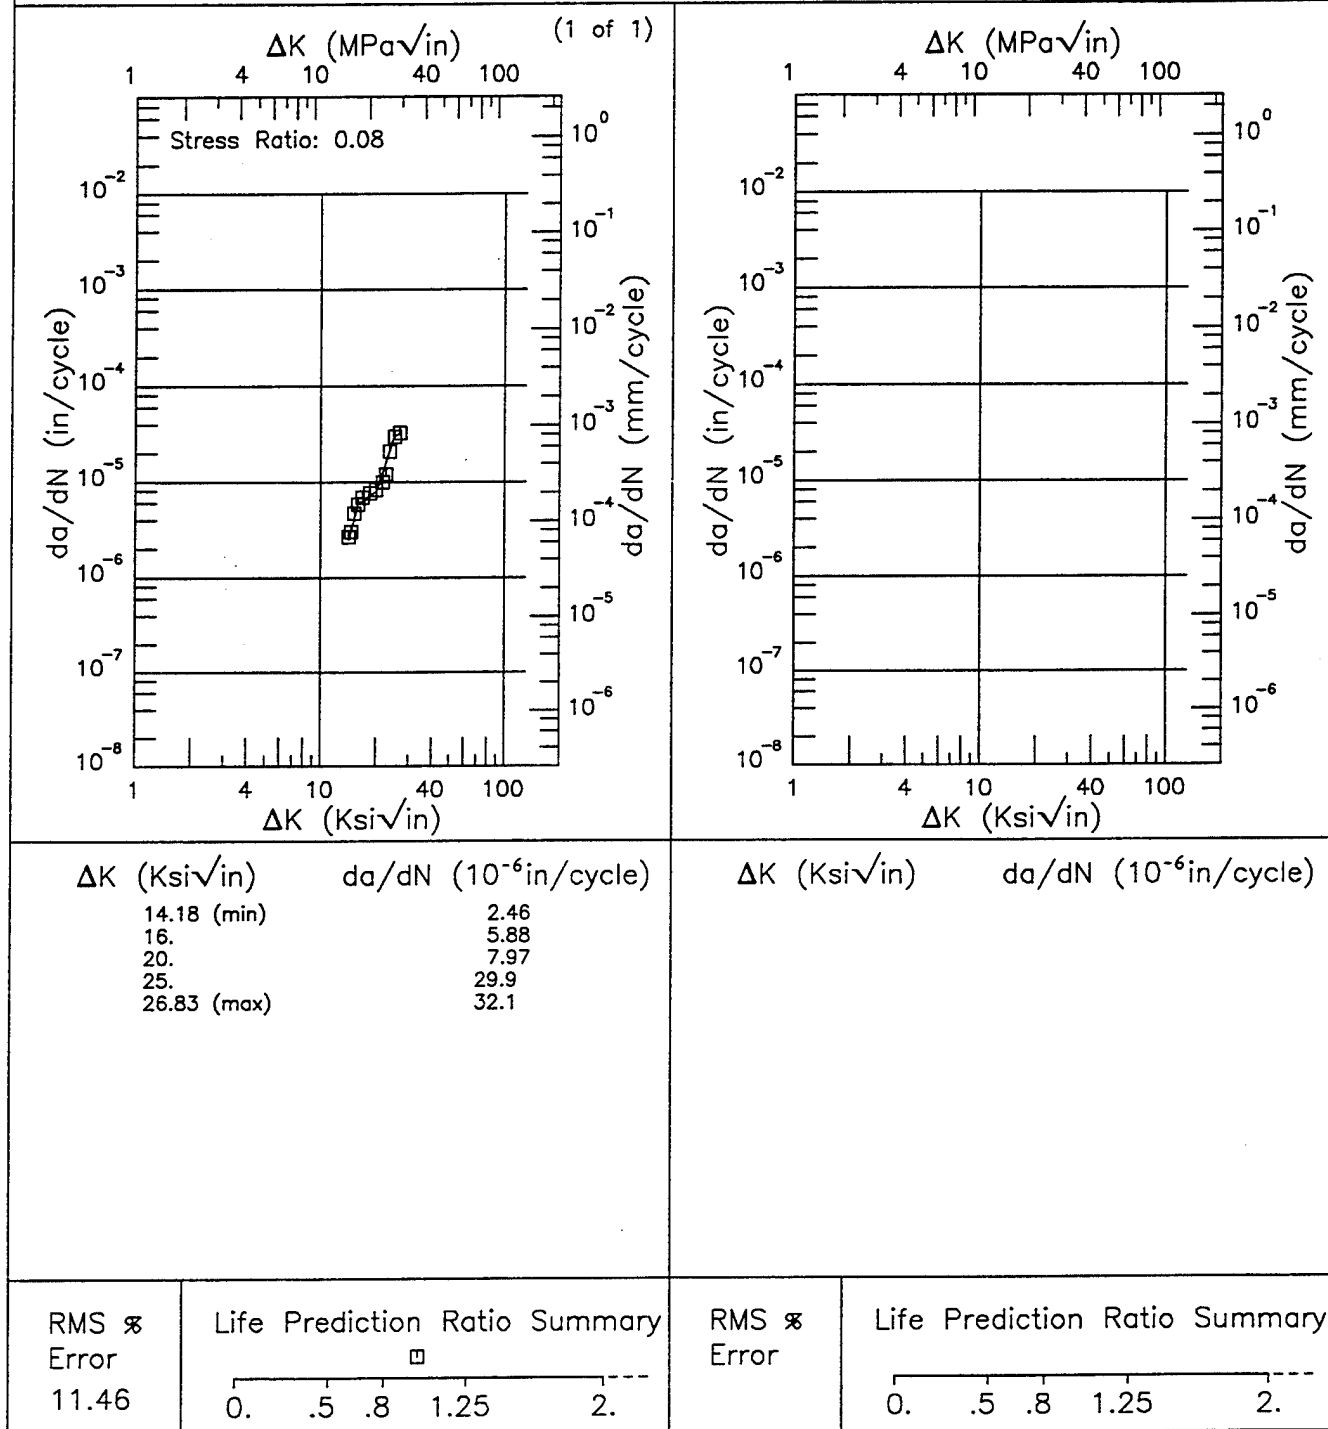 (1 of 1)
ΔK (MPa√in)
1 4 10 40 100
Stress Ratio: 0.08
da/dN (in/cycle)
10⁻²
10⁻³
10⁻⁴
10⁻⁵
10⁻⁶
10⁻⁷
10⁻⁸
10⁰
10⁻¹
10⁻²
10⁻³
10⁻⁴
10⁻⁵
10⁻⁶
da/dN (mm/cycle)
1 4 10 40 100
ΔK (Ksi√in)
ΔK (MPa√in)
1 4 10 40 100
da/dN (in/cycle)
10⁻²
10⁻³
10⁻⁴
10⁻⁵
10⁻⁶
10⁻⁷
10⁻⁸
10⁰
10⁻¹
10⁻²
10⁻³
10⁻⁴
10⁻⁵
10⁻⁶
da/dN (mm/cycle)
1 4 10 40 100
ΔK (Ksi√in)
ΔK (Ksi√in) da/dN (10⁻⁶in/cycle)
14.18 (min) 2.46
16. 5.88
20. 7.97
25. 29.9
26.83 (max) 32.1
ΔK (Ksi√in) da/dN (10⁻⁶in/cycle)
RMS %
Error
11.46
Life Prediction Ratio Summary
0. .5 .8 1.25 2.
RMS %
Error
Life Prediction Ratio Summary
0. .5 .8 1.25 2.